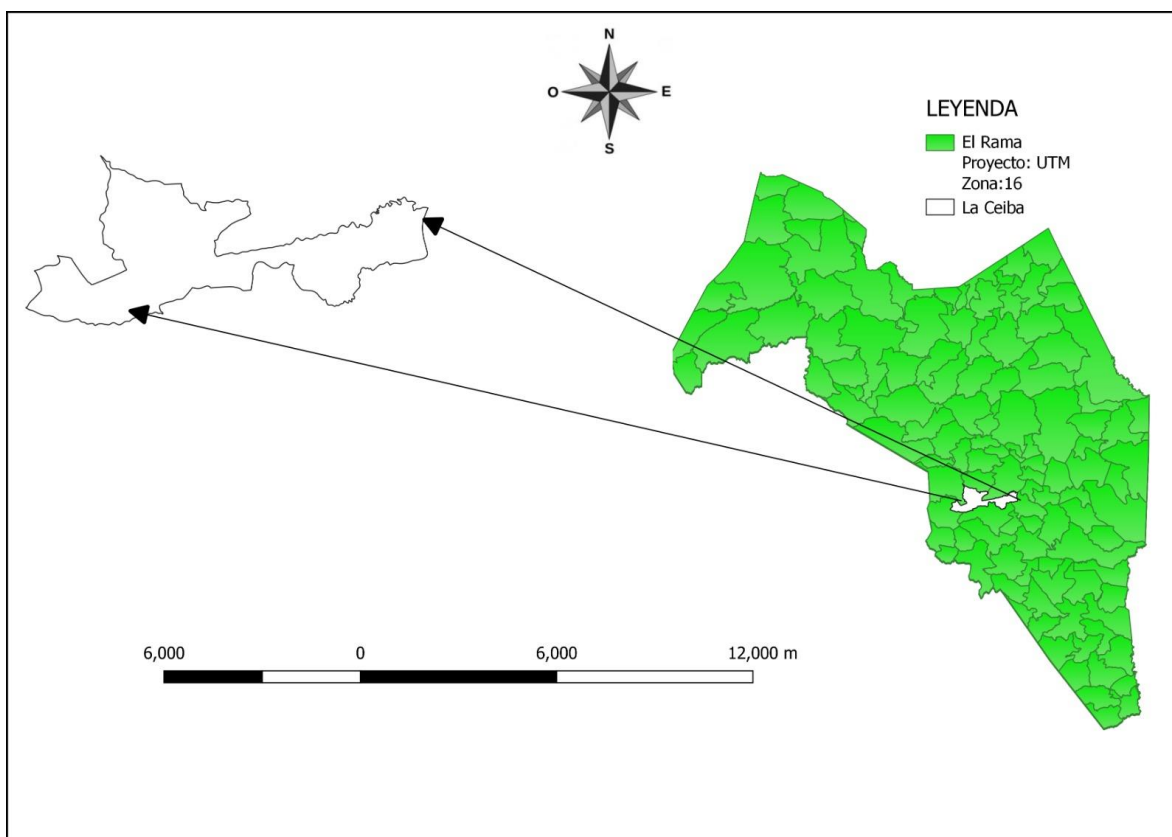 N
O E
S
LEYENDA
El Rama
Proyecto: UTM
Zona:16
La Ceiba
6,000 0 6,000 12,000 m